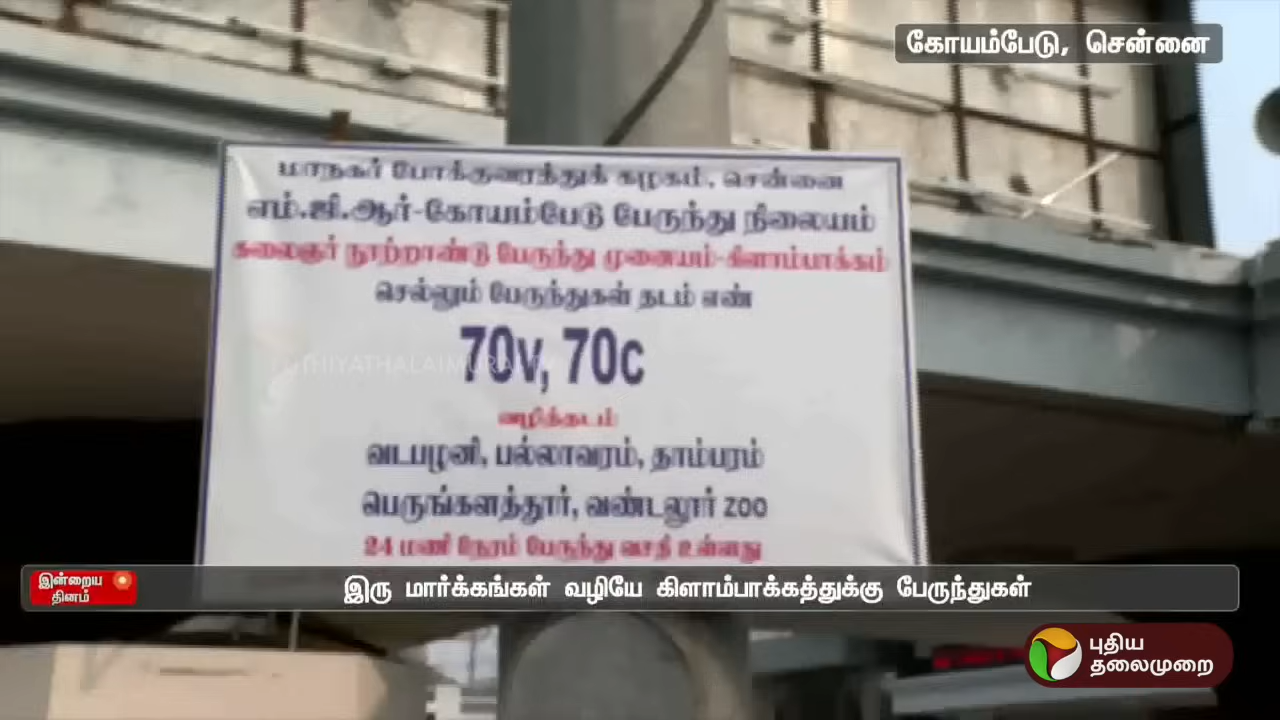 கோயம்பேடு, சென்னை
மாநகர் போக்குவரத்துக் கழகம், சென்னை
எம்.ஜி.ஆர்-கோயம்பேடு பேருந்து நிலையம்
கலைஞர் நூற்றாண்டு பேருந்து முனையம்-கிளாம்பாக்கம்
செல்லும் பேருந்துகள் தடம் எண்
70v, 70c
வழித்தடம்
வடபழனி, பல்லாவரம், தாம்பரம்
பெருங்களத்தூர், வண்டலூர் zoo
24 மணி நேரம் பேருந்து வசதி உள்ளது
இன்றைய
தினம்
இரு மார்க்கங்கள் வழியே கிளாம்பாக்கத்துக்கு பேருந்துகள்
புதிய
தலைமுறை